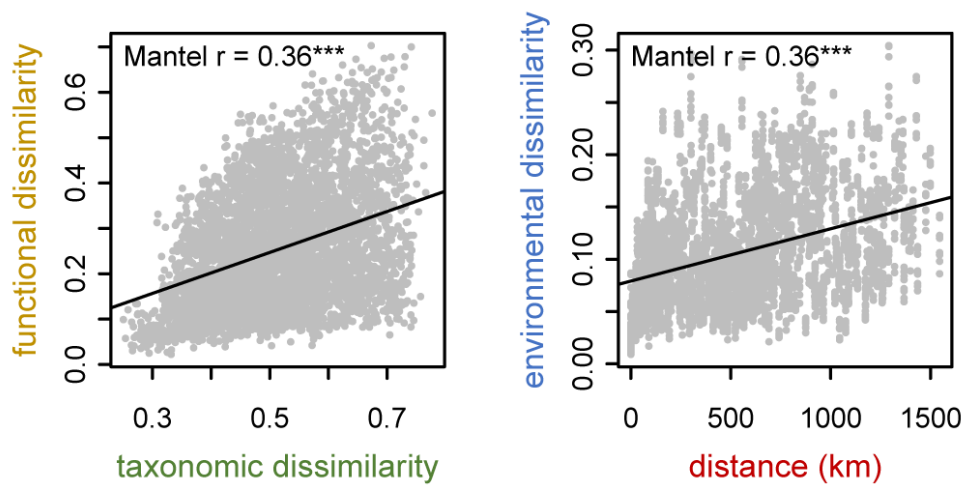 Mantel r = 0.36***
functional dissimilarity
0.6
0.4
0.2
0.0
0.3 0.5 0.7
taxonomic dissimilarity
Mantel r = 0.36***
environmental dissimilarity
0.30
0.20
0.10
0.00
0 500 1000 1500
distance (km)